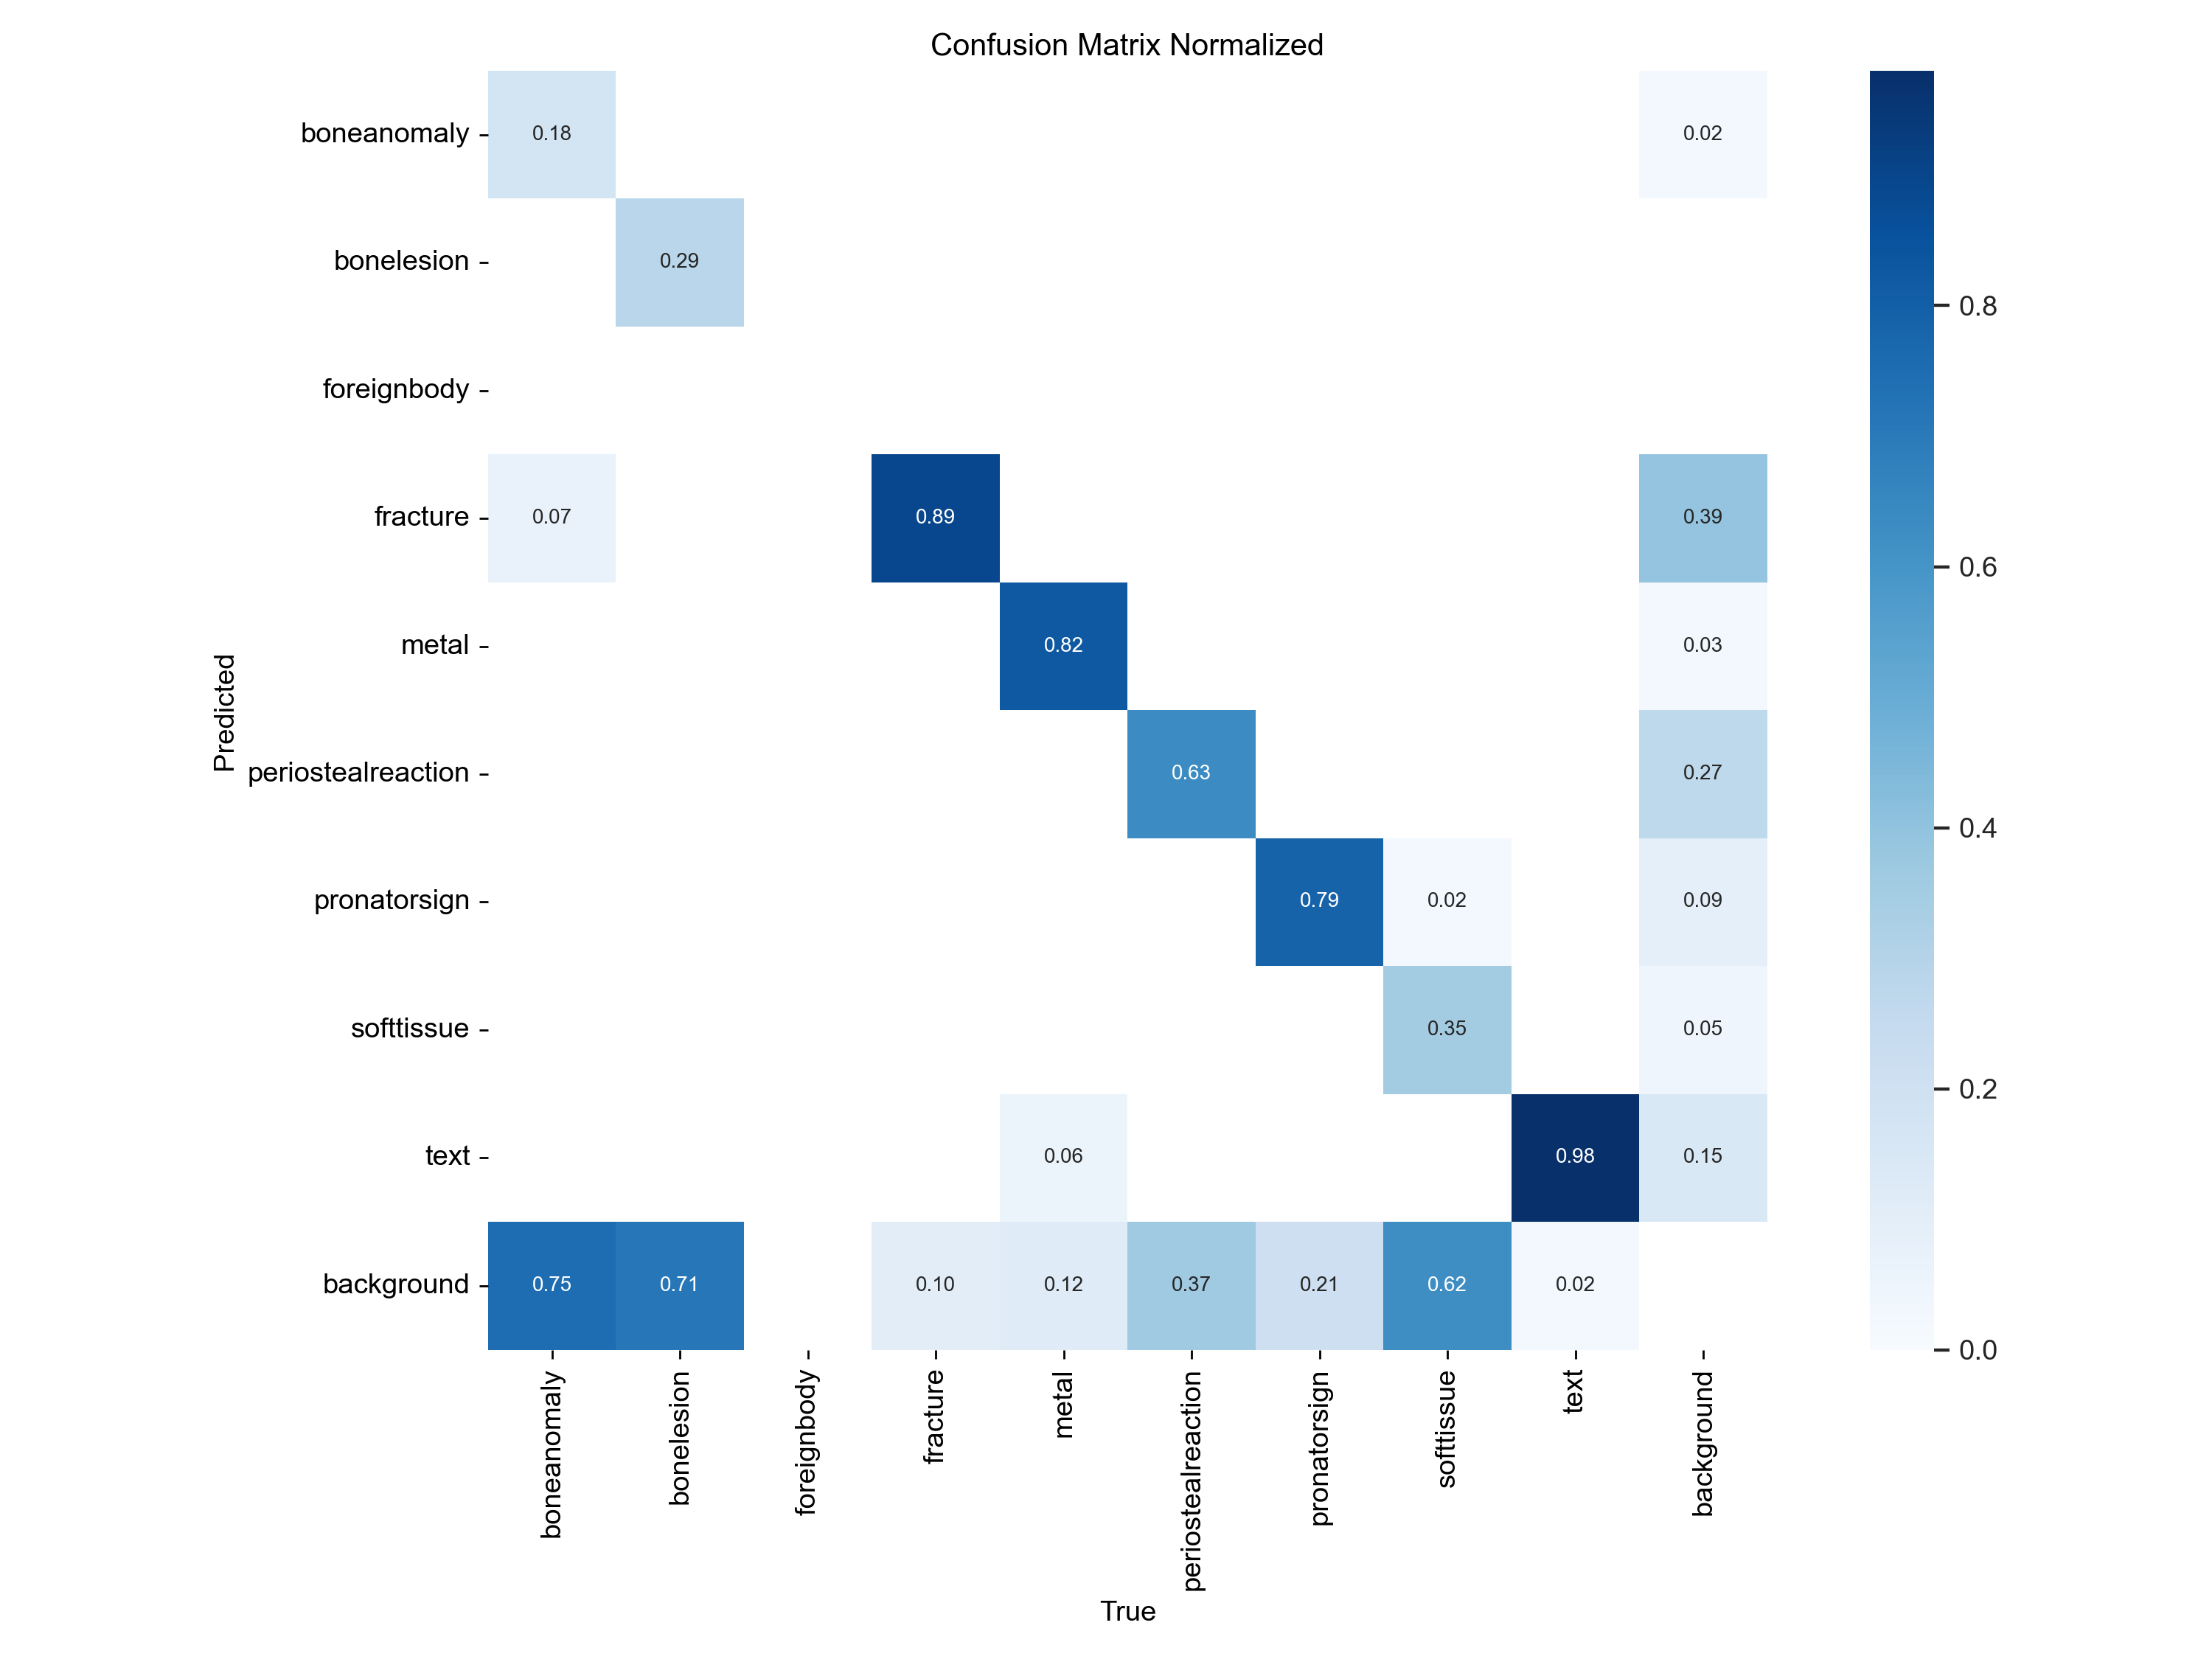 Confusion Matrix Normalized
boneanomaly
0.18
0.02
bonelesion
0.29
foreignbody
fracture
0.07
0.89
0.39
metal
0.82
0.03
periostealreaction
0.63
0.27
pronatorsign
0.79
0.02
0.09
softtissue
0.35
0.05
text
0.06
0.98
0.15
background
0.75
0.71
0.10
0.12
0.37
0.21
0.62
0.02
Predicted
boneanomaly
bonelesion
foreignbody
fracture
metal
periostealreaction
pronatorsign
softtissue
text
background
True
0.8
0.6
0.4
0.2
0.0